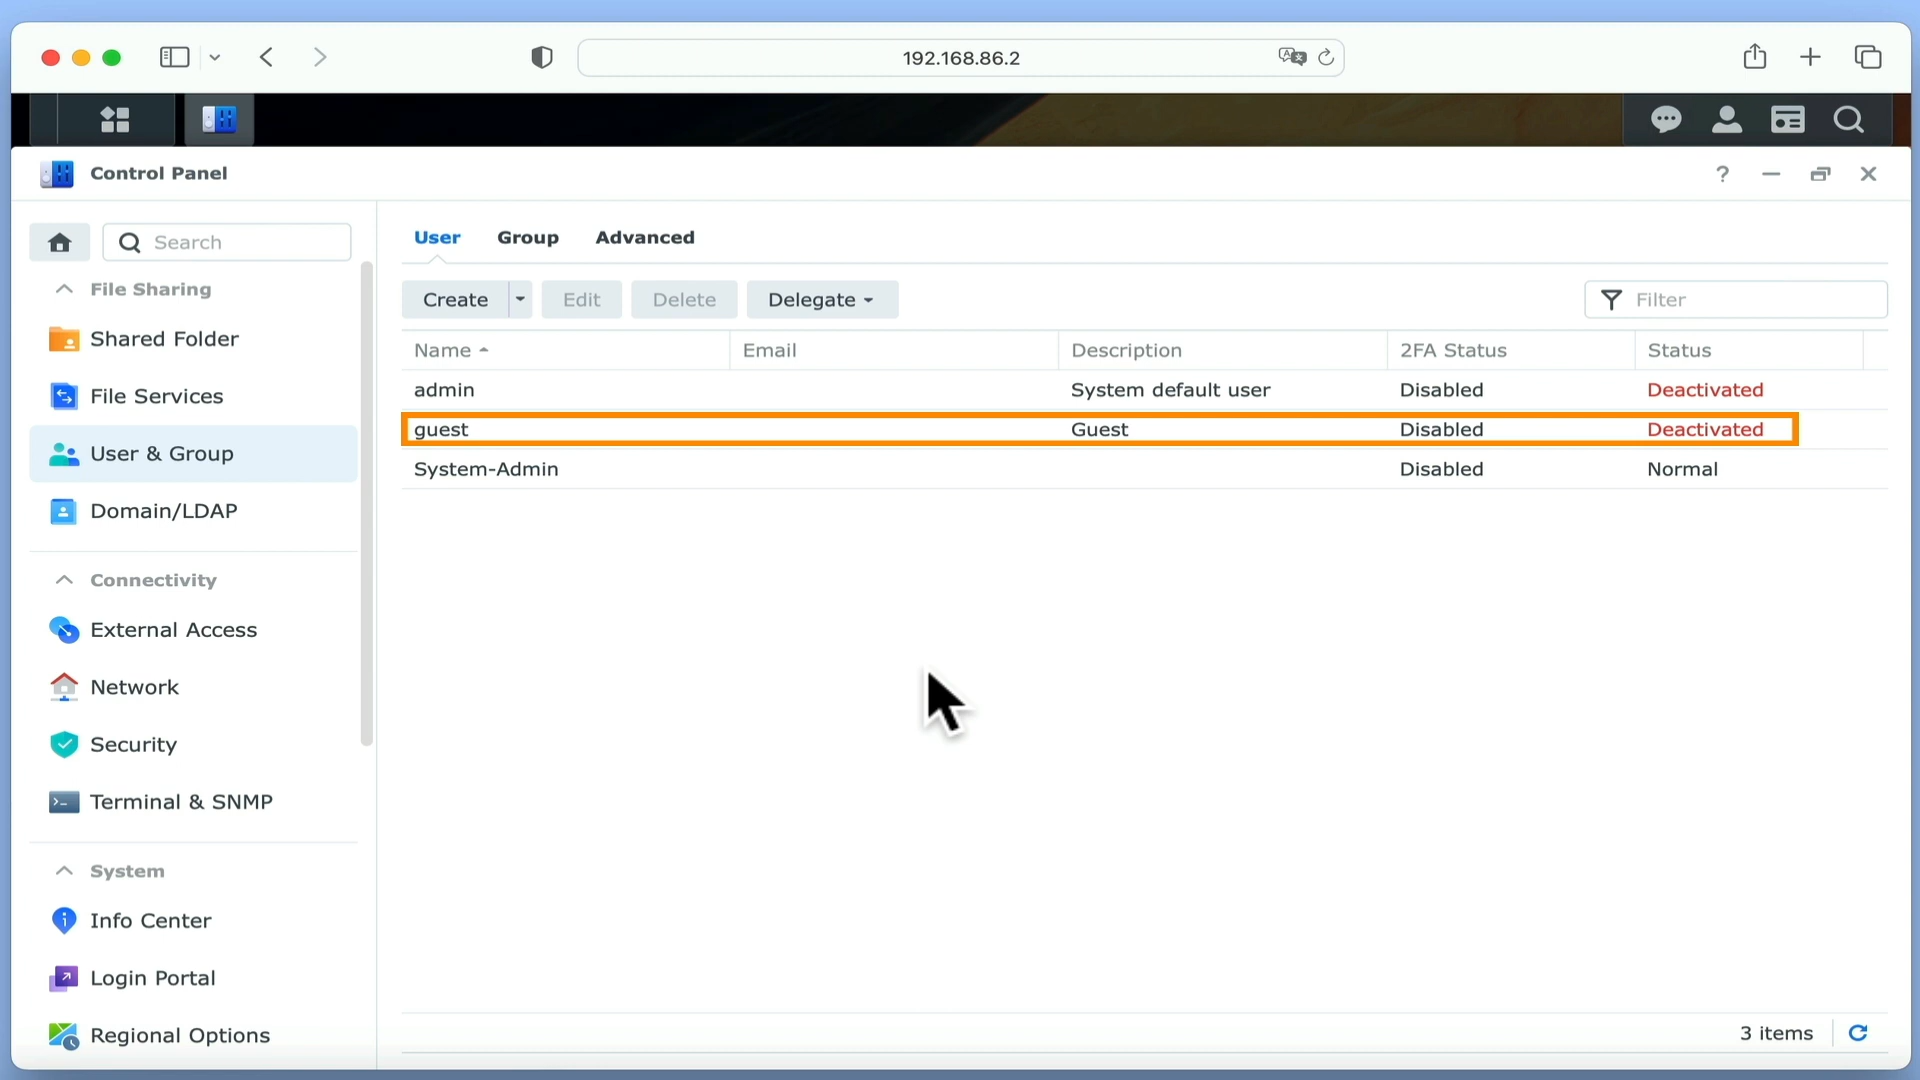 192.168.86.2
Control Panel
Search
User Group Advanced
File Sharing
Shared Folder
File Services
User & Group
Domain/LDAP
Connectivity
External Access
Network
Security
Terminal & SNMP
System
Info Center
Login Portal
Regional Options
Create Edit Delete Delegate Filter
Name Email Description 2FA Status Status
admin System default user Disabled Deactivated
guest Guest Disabled Deactivated
System-Admin Disabled Normal
3 items